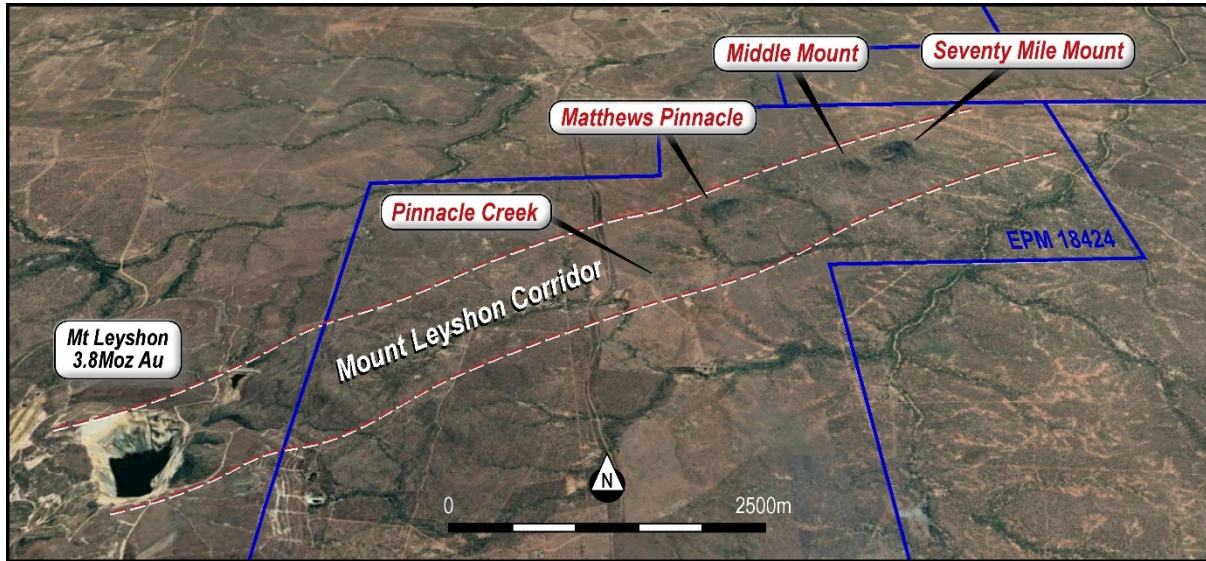 Middle Mount
Seventy Mile Mount
Matthews Pinnacle
Pinnacle Creek
EPM 18424
Mount Leyshon Corridor
Mt Leyshon
3.8Moz Au
N
0
2500m